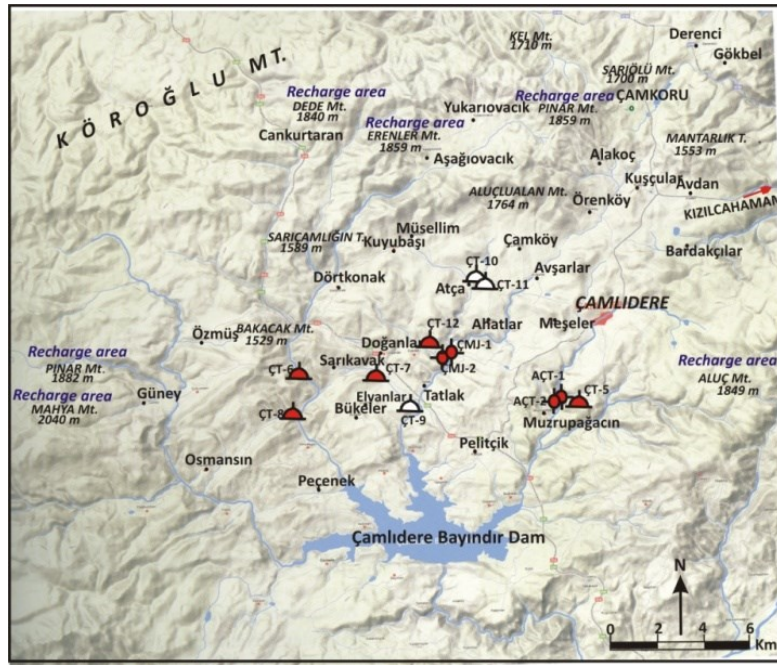 Derenci
KEL Mt.
1710 m
Gökbel
SARIÖLÜ Mt.
1700 m
KÖROĞLU MT.
Recharge area
DEDE Mt.
1840 m
Cankurtaran
Recharge area
PINAR Mt.
1859 m
ÇAMKORU
Yukarıovacık
Recharge area
ERENLER Mt.
1859 m
Aşağıovacık
MANTARLIK T.
1553 m
Alakoç
Kuşçular
Avdan
ALUÇLUALAN Mt.
1764 m
Örenköy
KIZILCAHAMAM
Müsellim
SARIÇAMLIĞIN T.
1589 m
Kuyubaşı
Çamköy
Bardakçılar
ÇT-10
Dörtkonak
Atça
ÇT-11
Avşarlar
ÇAMLIDERE
ÇT-12
Ahatlar
Meşeler
BAKACAK Mt.
1529 m
Özmüş
Doğanlar
ÇMJ-1
Recharge area
PINAR Mt.
1882 m
Sarıkavak
ÇT-6
ÇT-7
ÇMJ-2
Recharge area
ALUÇ Mt.
1849 m
AÇT-1
ÇT-5
Recharge area
MAHYA Mt.
2040 m
Güney
Elyanları
Tatlak
AÇT-2
ÇT-8
Bükeler
ÇT-9
Muzrupağacın
Pelitçik
Osmansın
Peçenek
Çamlıdere Bayındır Dam
N
0 2 4 6
Km